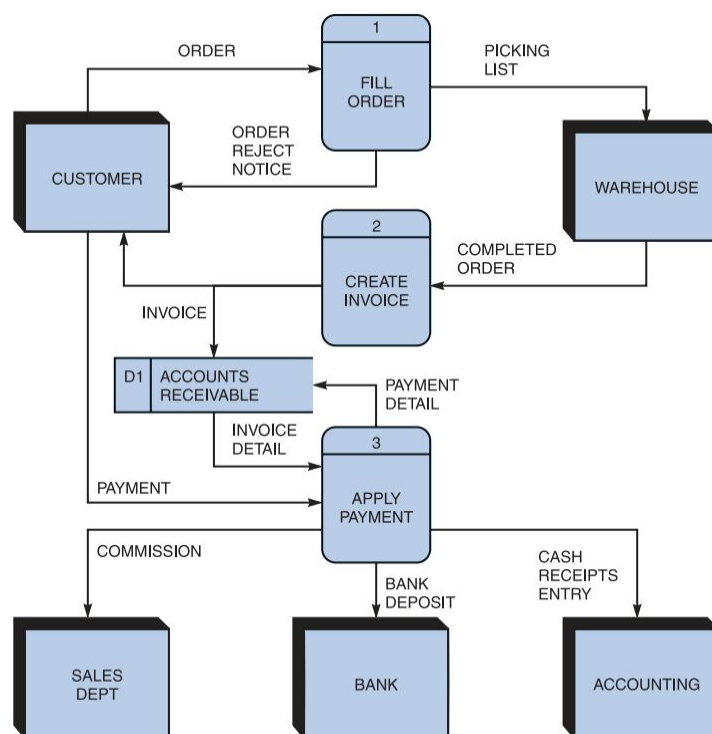 1
FILL
ORDER
ORDER
PICKING
LIST
ORDER
REJECT
NOTICE
CUSTOMER
WAREHOUSE
2
CREATE
INVOICE
COMPLETED
ORDER
INVOICE
D1
ACCOUNTS
RECEIVABLE
PAYMENT
DETAIL
INVOICE
DETAIL
3
APPLY
PAYMENT
PAYMENT
COMMISSION
BANK
DEPOSIT
CASH
RECEIPTS
ENTRY
SALES
DEPT
BANK
ACCOUNTING